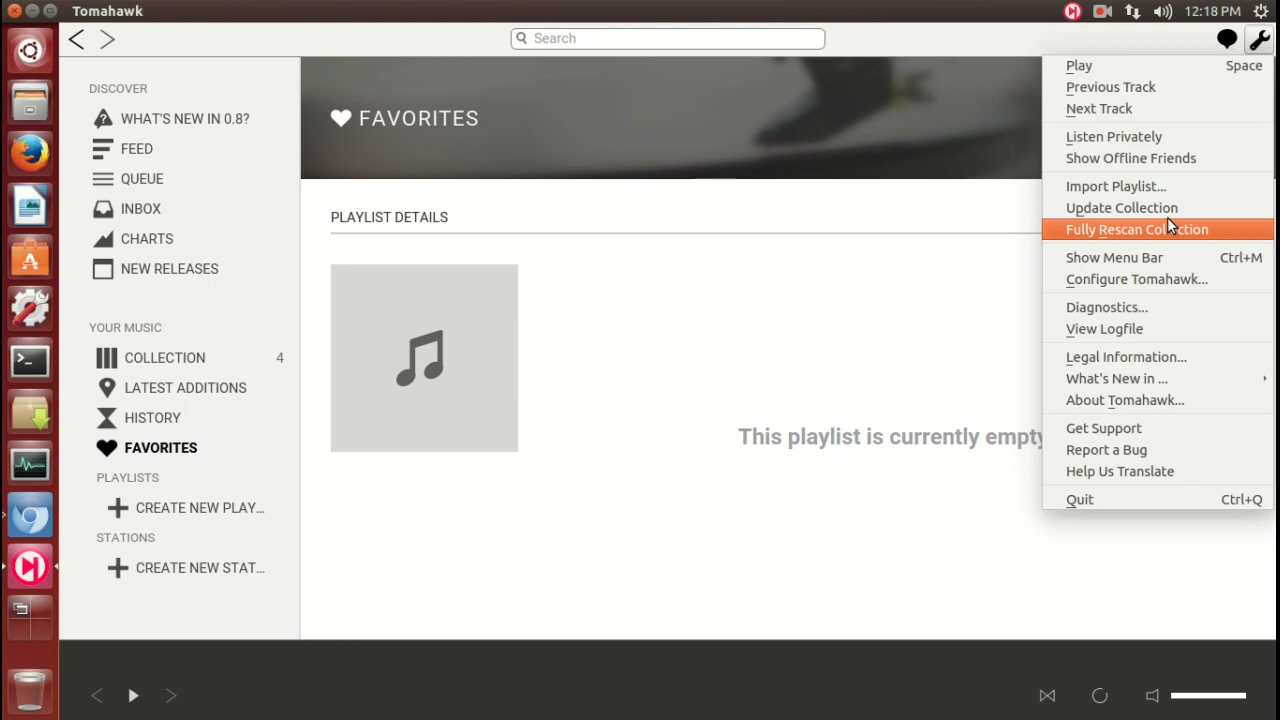 Tomahawk
12:18 PM
Search
DISCOVER
WHAT'S NEW IN 0.8?
FEED
QUEUE
INBOX
CHARTS
NEW RELEASES
YOUR MUSIC
COLLECTION 4
LATEST ADDITIONS
HISTORY
FAVORITES
PLAYLISTS
CREATE NEW PLAY...
STATIONS
CREATE NEW STAT...
FAVORITES
PLAYLIST DETAILS
This playlist is currently empty
Play Space
Previous Track
Next Track
Listen Privately
Show Offline Friends
Import Playlist...
Update Collection
Fully Rescan Collection
Show Menu Bar Ctrl+M
Configure Tomahawk...
Diagnostics...
View Logfile
Legal Information...
What's New in ...
About Tomahawk...
Get Support
Report a Bug
Help Us Translate
Quit Ctrl+Q